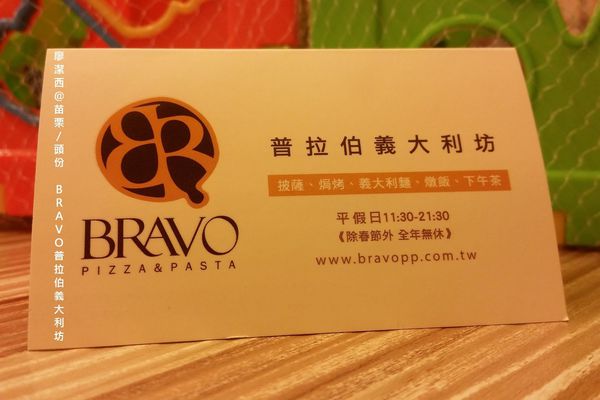 廖潔西@苗栗/頭份 BRAVO普拉伯義大利坊
BRAVO
PIZZA & PASTA
普拉伯義大利坊
披薩、焗烤、義大利麵、燉飯、下午茶
平假日11:30-21:30
《除春節外 全年無休》
www.bravopp.com.tw